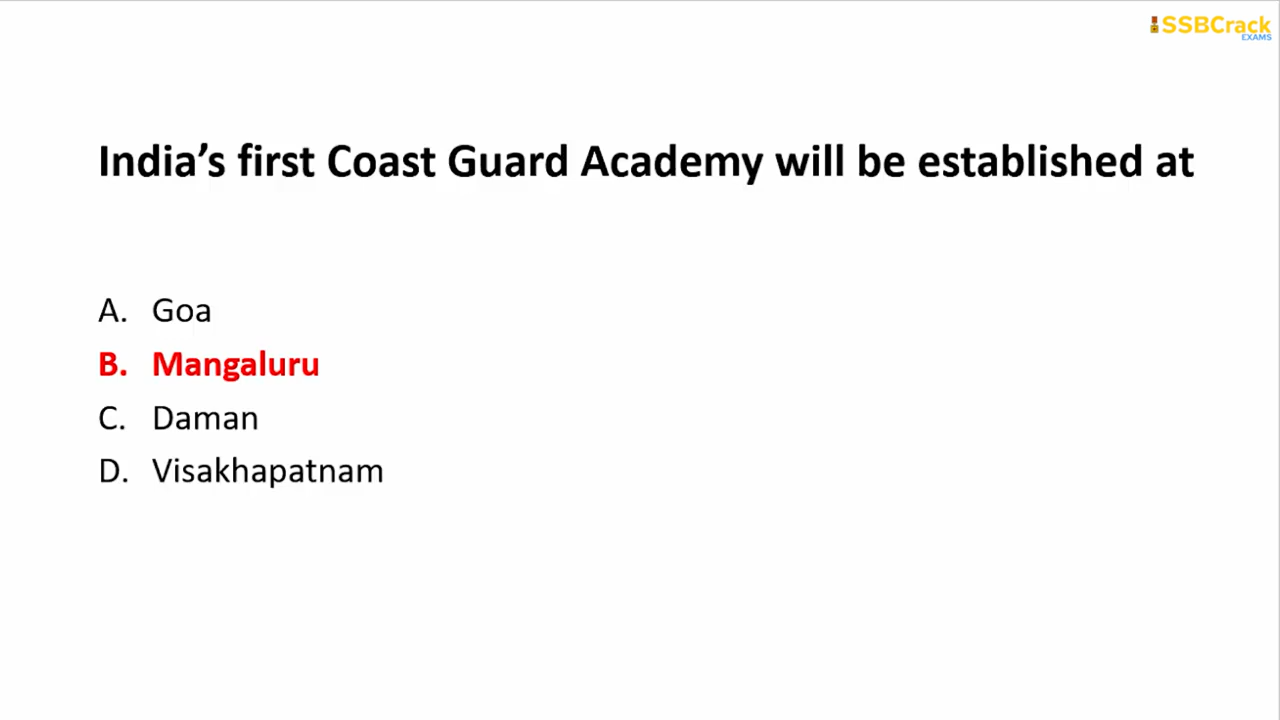 SSBCrack
EXAMS
India’s first Coast Guard Academy will be established at
A. Goa
B. Mangaluru
C. Daman
D. Visakhapatnam